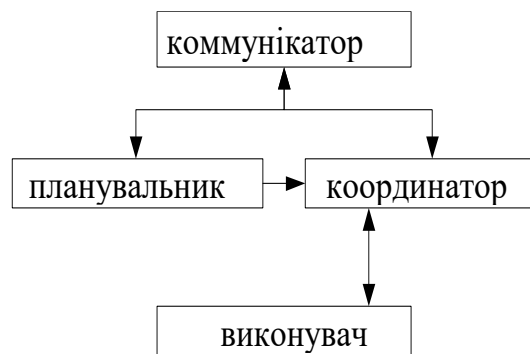 коммунікатор
планувальник
координатор
виконувач